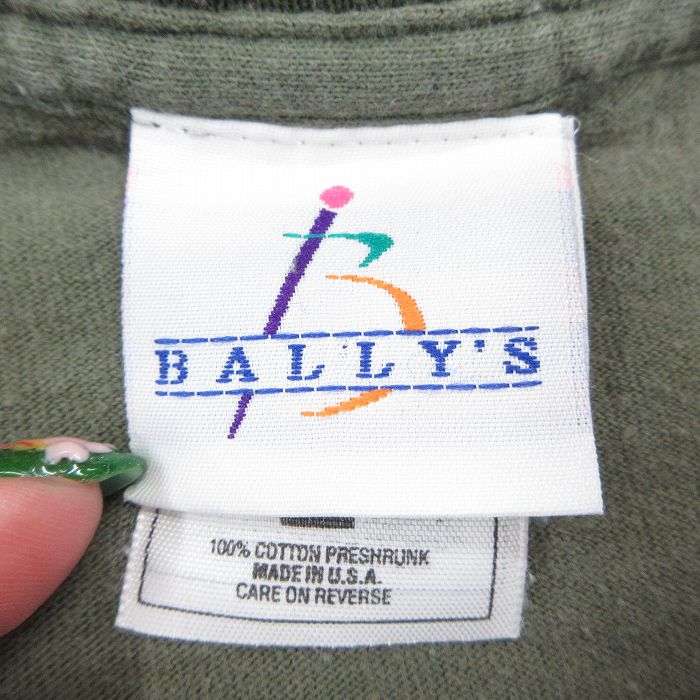 BALLY'S
100% COTTON PRESHRUNK
MADE IN U.S.A.
CARE ON REVERSE